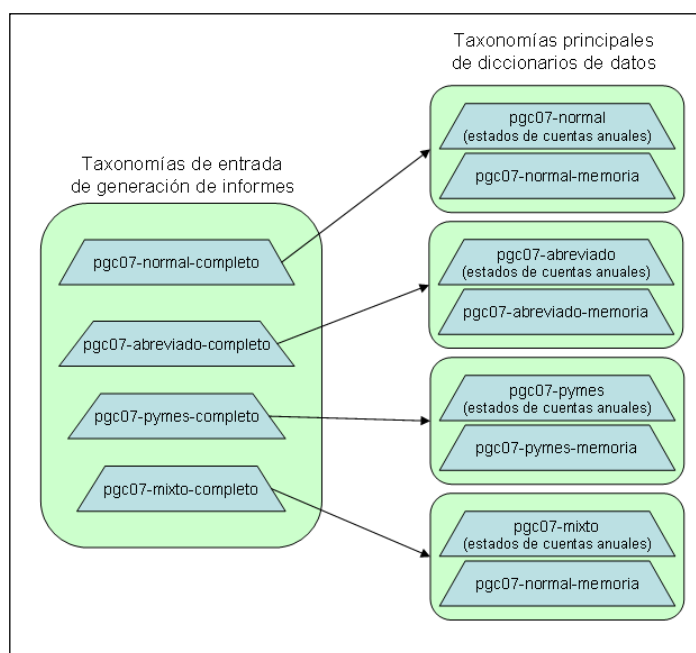 Taxonomías de entrada
de generación de informes
pgc07-normal-completo
pgc07-abreviado-completo
pgc07-pymes-completo
pgc07-mixto-completo
Taxonomías principales
de diccionarios de datos
pgc07-normal
(estados de cuentas anuales)
pgc07-normal-memoria
pgc07-abreviado
(estados de cuentas anuales)
pgc07-abreviado-memoria
pgc07-pymes
(estados de cuentas anuales)
pgc07-pymes-memoria
pgc07-mixto
(estados de cuentas anuales)
pgc07-normal-memoria